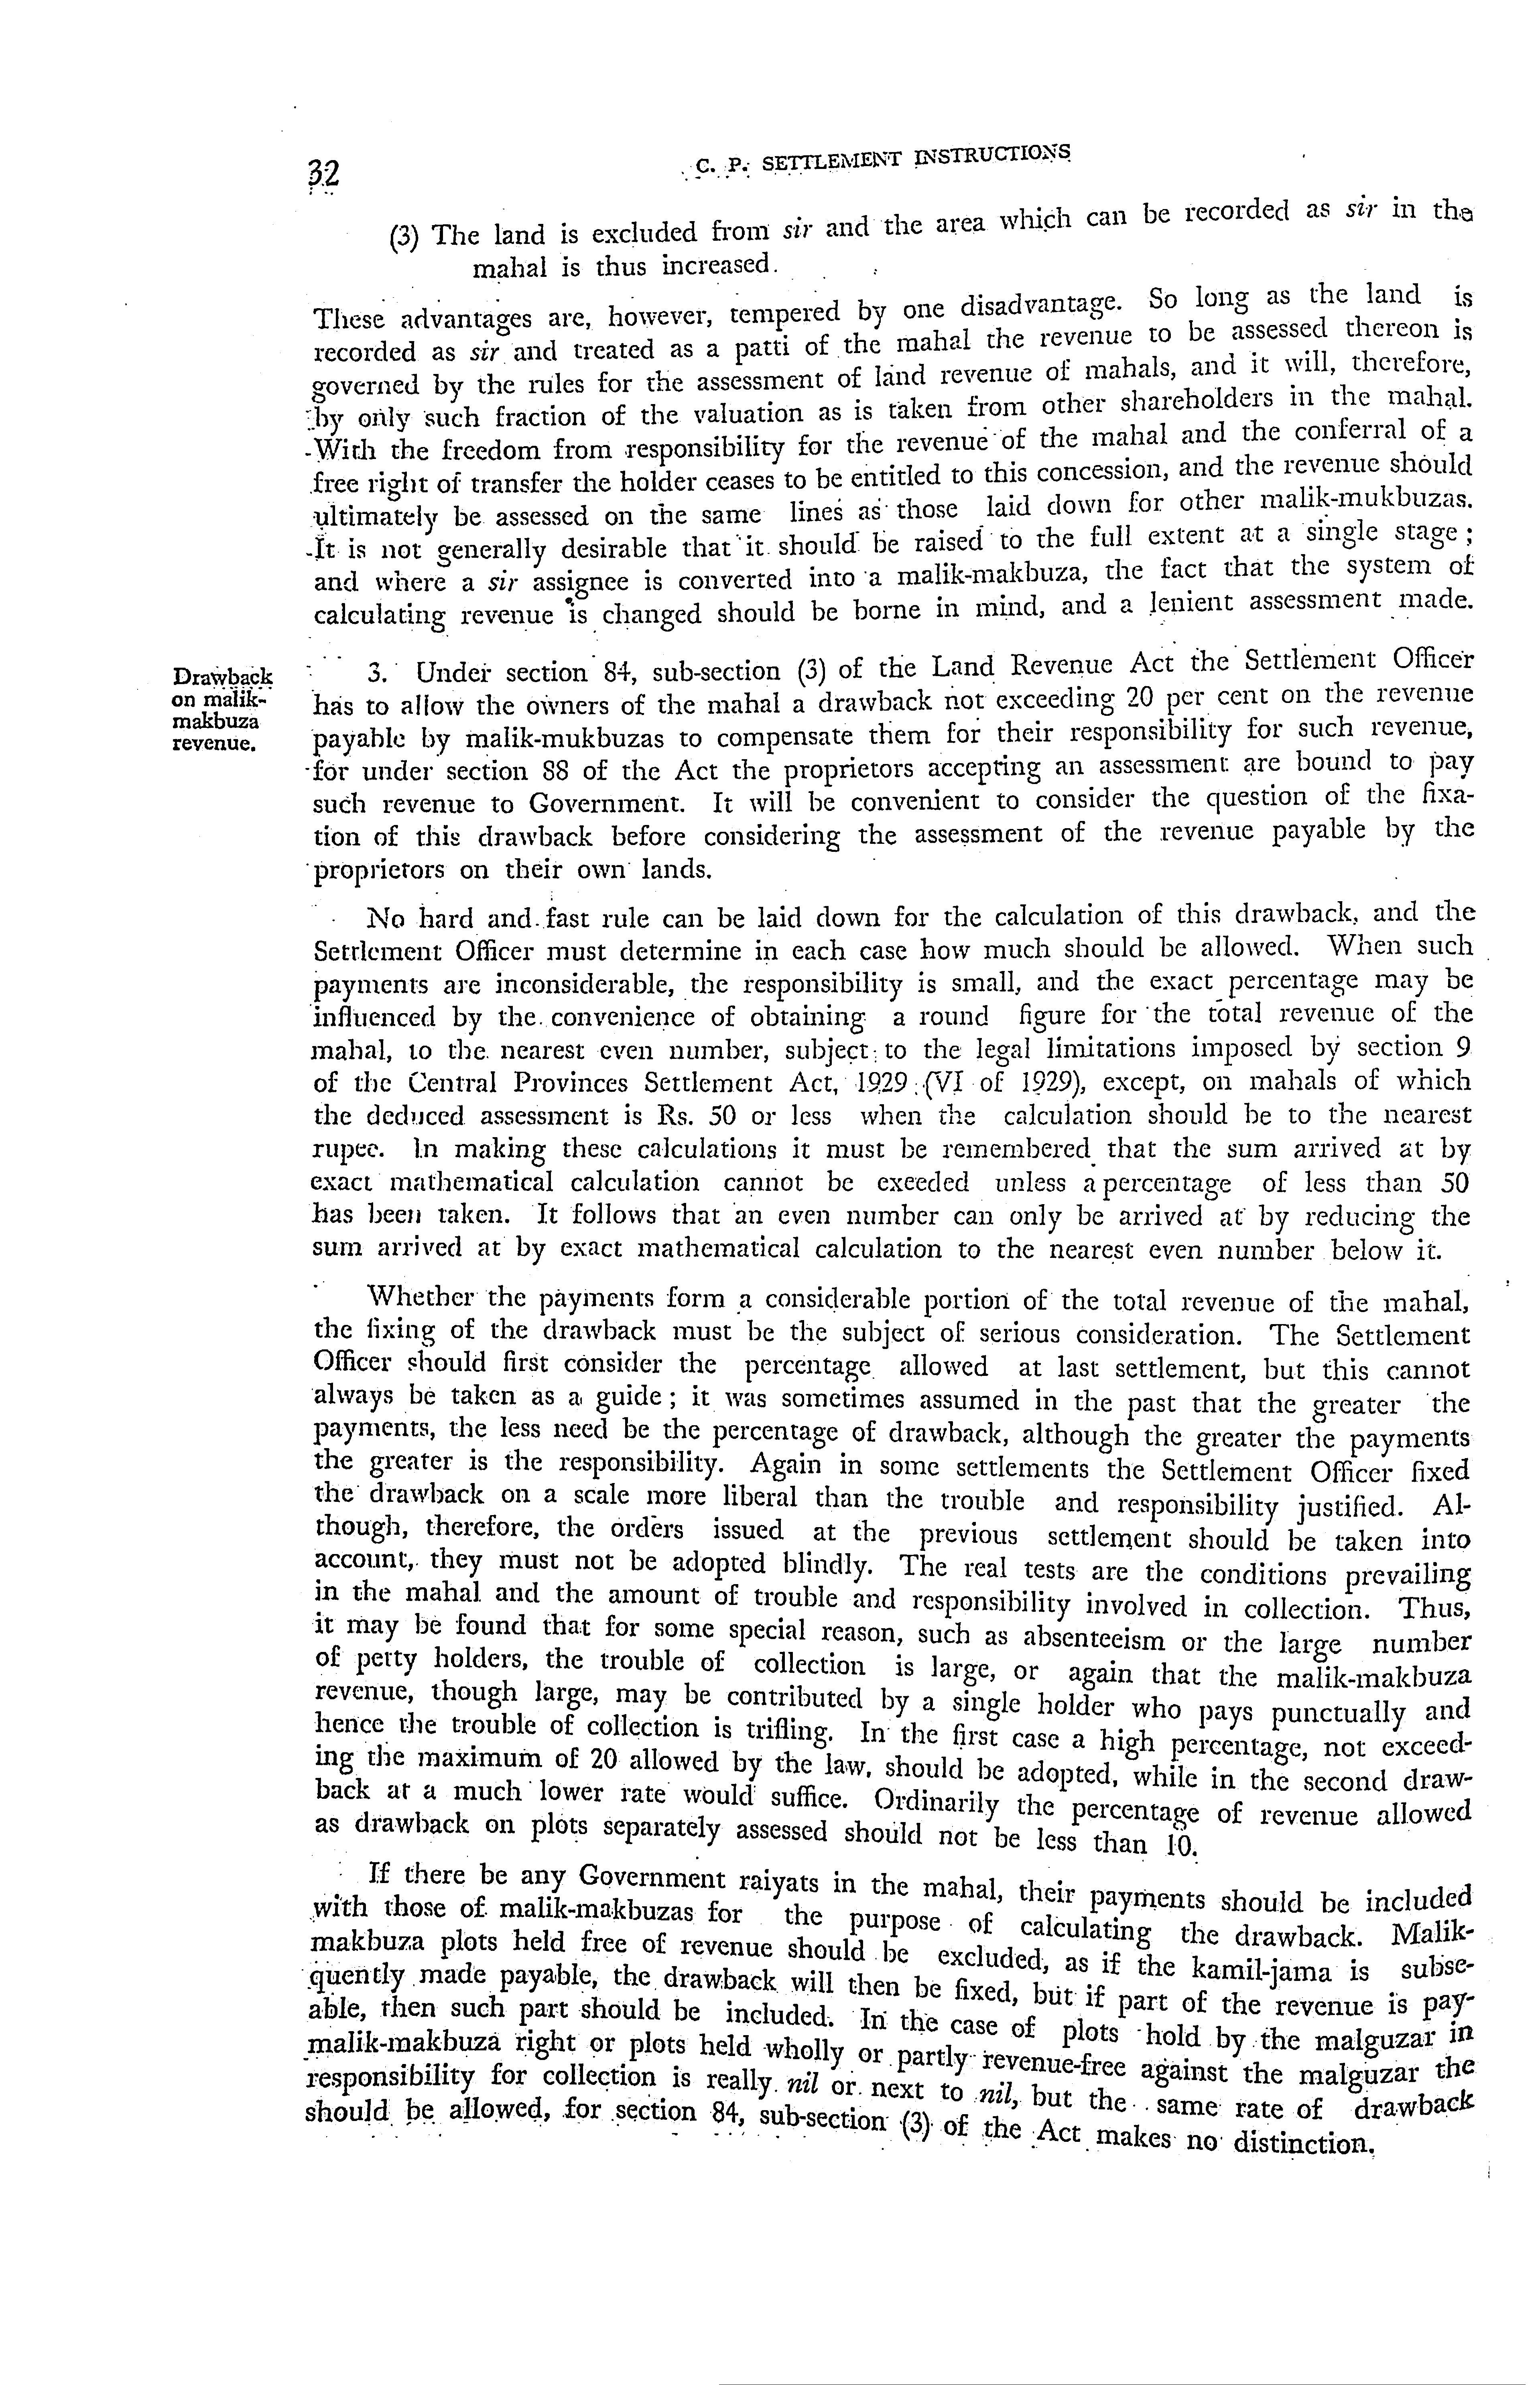 32
C. P. SETTLEMENT INSTRUCTIONS
(3) The land is excluded from sir and the area which can be recorded as sir in the
mahal is thus increased.
These advantages are, however, tempered by one disadvantage. So long as the land is
recorded as sir and treated as a patti of the mahal the revenue to be assessed thereon is
governed by the rules for the assessment of land revenue of mahals, and it will, therefore,
by only such fraction of the valuation as is taken from other shareholders in the mahal.
With the freedom from responsibility for the revenue of the mahal and the conferral of a
free right of transfer the holder ceases to be entitled to this concession, and the revenue should
ultimately be assessed on the same lines as those laid down for other malik-mukbuzas.
It is not generally desirable that it should be raised to the full extent at a single stage ;
and where a sir assignee is converted into a malik-makbuza, the fact that the system of
calculating revenue is changed should be borne in mind, and a lenient assessment made.
Drawback
on malik-
makbuza
revenue.
3. Under section 84, sub-section (3) of the Land Revenue Act the Settlement Officer
has to allow the owners of the mahal a drawback not exceeding 20 per cent on the revenue
payable by malik-mukbuzas to compensate them for their responsibility for such revenue,
for under section 88 of the Act the proprietors accepting an assessment are bound to pay
such revenue to Government. It will be convenient to consider the question of the fixa-
tion of this drawback before considering the assessment of the revenue payable by the
proprietors on their own lands.
No hard and fast rule can be laid down for the calculation of this drawback, and the
Settlement Officer must determine in each case how much should be allowed. When such
payments are inconsiderable, the responsibility is small, and the exact percentage may be
influenced by the convenience of obtaining a round figure for the total revenue of the
mahal, to the nearest even number, subject to the legal limitations imposed by section 9
of the Central Provinces Settlement Act, 1929 (VI of 1929), except, on mahals of which
the deduced assessment is Rs. 50 or less when the calculation should be to the nearest
rupee. In making these calculations it must be remembered that the sum arrived at by
exact mathematical calculation cannot be exeeded unless a percentage of less than 50
has been taken. It follows that an even number can only be arrived at by reducing the
sum arrived at by exact mathematical calculation to the nearest even number below it.
Whether the payments form a considerable portion of the total revenue of the mahal,
the fixing of the drawback must be the subject of serious consideration. The Settlement
Officer should first consider the percentage allowed at last settlement, but this cannot
always be taken as a guide ; it was sometimes assumed in the past that the greater the
payments, the less need be the percentage of drawback, although the greater the payments
the greater is the responsibility. Again in some settlements the Settlement Officer fixed
the drawback on a scale more liberal than the trouble and responsibility justified. Al-
though, therefore, the orders issued at the previous settlement should be taken into
account, they must not be adopted blindly. The real tests are the conditions prevailing
in the mahal and the amount of trouble and responsibility involved in collection. Thus,
it may be found that for some special reason, such as absenteeism or the large number
of petty holders, the trouble of collection is large, or again that the malik-makbuza
revenue, though large, may be contributed by a single holder who pays punctually and
hence the trouble of collection is trifling. In the first case a high percentage, not exceed-
ing the maximum of 20 allowed by the law, should be adopted, while in the second draw-
back at a much lower rate would suffice. Ordinarily the percentage of revenue allowed
as drawback on plots separately assessed should not be less than 10.
If there be any Government raiyats in the mahal, their payments should be included
with those of malik-makbuzas for the purpose of calculating the drawback. Malik-
makbuza plots held free of revenue should be excluded, as if the kamil-jama is subse-
quently made payable, the drawback will then be fixed, but if part of the revenue is pay-
able, then such part should be included. In the case of plots hold by the malguzar in
malik-makbuza right or plots held wholly or partly revenue-free against the malguzar the
responsibility for collection is really nil or next to nil, but the same rate of drawback
should be allowed, for section 84, sub-section (3) of the Act makes no distinction.